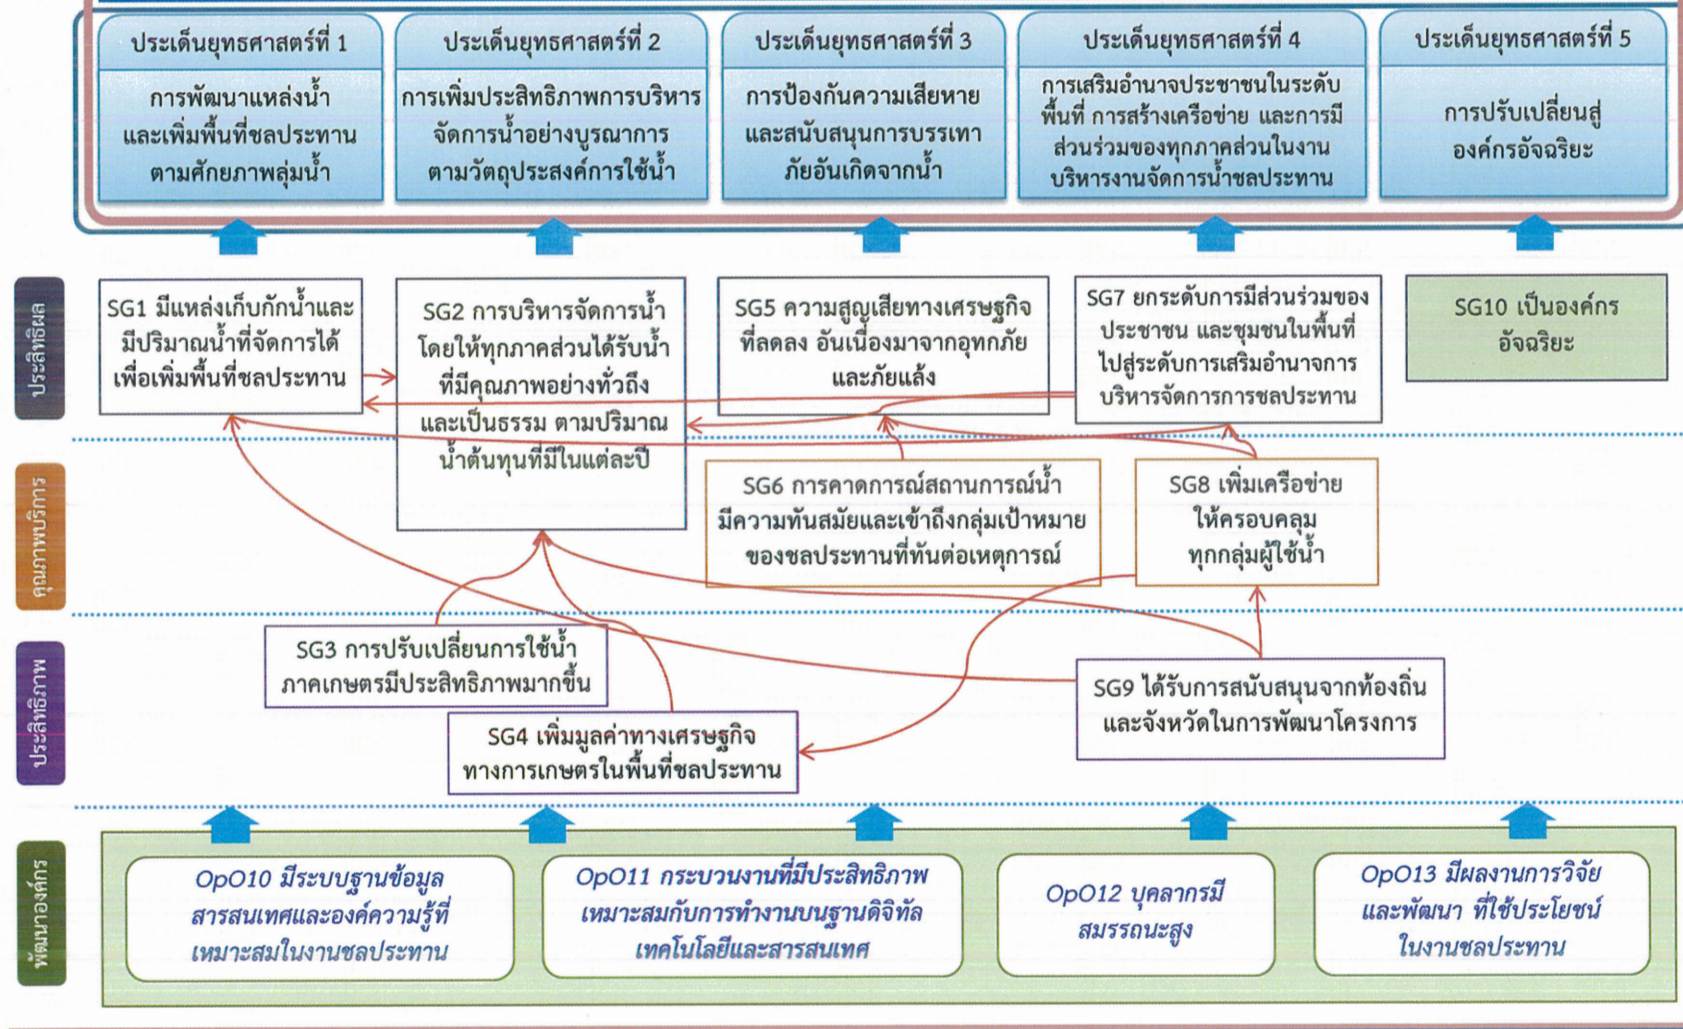 ประเด็นยุทธศาสตร์ที่ 1
การพัฒนาแหล่งน้ำ
และเพิ่มพื้นที่ชลประทาน
ตามศักยภาพลุ่มน้ำ
ประเด็นยุทธศาสตร์ที่ 2
การเพิ่มประสิทธิภาพการบริหาร
จัดการน้ำอย่างบูรณาการ
ตามวัตถุประสงค์การใช้น้ำ
ประเด็นยุทธศาสตร์ที่ 3
การป้องกันความเสียหาย
และสนับสนุนการบรรเทา
ภัยอันเกิดจากน้ำ
ประเด็นยุทธศาสตร์ที่ 4
การเสริมอำนาจประชาชนในระดับ
พื้นที่ การสร้างเครือข่าย และการมี
ส่วนร่วมของทุกภาคส่วนในงาน
บริหารงานจัดการน้ำชลประทาน
ประเด็นยุทธศาสตร์ที่ 5
การปรับเปลี่ยนสู่
องค์กรอัจฉริยะ
ประสิทธิผล
SG1 มีแหล่งเก็บกักน้ำและ
มีปริมาณน้ำที่จัดการได้
เพื่อเพิ่มพื้นที่ชลประทาน
SG2 การบริหารจัดการน้ำ
โดยให้ทุกภาคส่วนได้รับน้ำ
ที่มีคุณภาพอย่างทั่วถึง
และเป็นธรรม ตามปริมาณ
น้ำต้นทุนที่มีในแต่ละปี
SG5 ความสูญเสียทางเศรษฐกิจ
ที่ลดลง อันเนื่องมาจากอุทกภัย
และภัยแล้ง
SG7 ยกระดับการมีส่วนร่วมของ
ประชาชน และชุมชนในพื้นที่
ไปสู่ระดับการเสริมอำนาจการ
บริหารจัดการการชลประทาน
SG10 เป็นองค์กร
อัจฉริยะ
คุณภาพบริการ
SG6 การคาดการณ์สถานการณ์น้ำ
มีความทันสมัยและเข้าถึงกลุ่มเป้าหมาย
ของชลประทานที่ทันต่อเหตุการณ์
SG8 เพิ่มเครือข่าย
ให้ครอบคลุม
ทุกกลุ่มผู้ใช้น้ำ
ประสิทธิภาพ
SG3 การปรับเปลี่ยนการใช้น้ำ
ภาคเกษตรมีประสิทธิภาพมากขึ้น
SG4 เพิ่มมูลค่าทางเศรษฐกิจ
ทางการเกษตรในพื้นที่ชลประทาน
SG9 ได้รับการสนับสนุนจากท้องถิ่น
และจังหวัดในการพัฒนาโครงการ
พัฒนาองค์กร
OpO10 มีระบบฐานข้อมูล
สารสนเทศและองค์ความรู้ที่
เหมาะสมในงานชลประทาน
OpO11 กระบวนงานที่มีประสิทธิภาพ
เหมาะสมกับการทำงานบนฐานดิจิทัล
เทคโนโลยีและสารสนเทศ
OpO12 บุคลากรมี
สมรรถนะสูง
OpO13 มีผลงานการวิจัย
และพัฒนา ที่ใช้ประโยชน์
ในงานชลประทาน